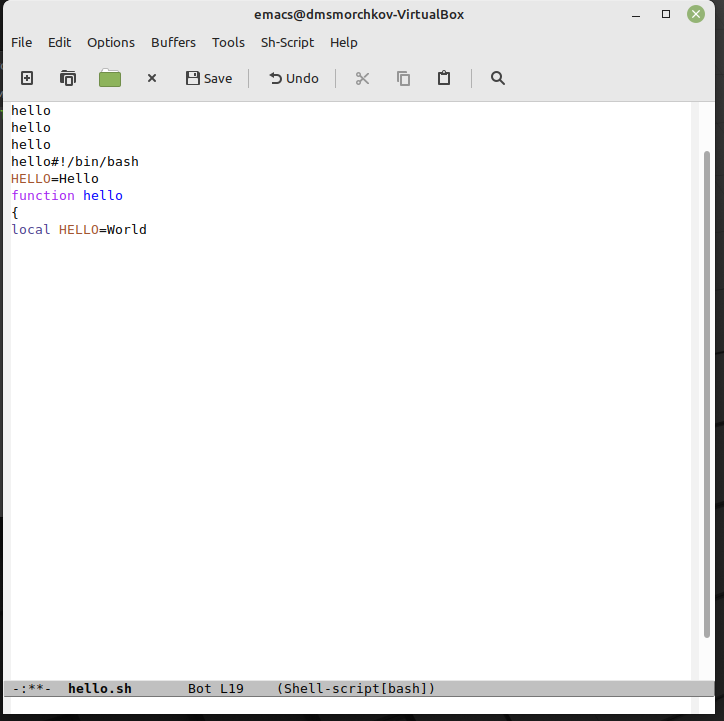 emacs@dmsmorchkov-VirtualBox
File Edit Options Buffers Tools Sh-Script Help
Save Undo
hello
hello
hello
hello#!/bin/bash
HELLO=Hello
function hello
{
local HELLO=World
-:**-  hello.sh       Bot L19    (Shell-script[bash])